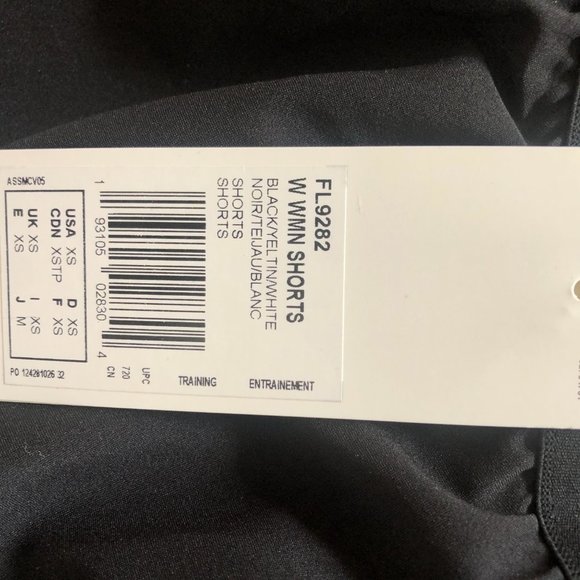 FL9282
W WMN SHORTS
BLACK/YELTIN/WHITE
NOIR/TEIJAU/BLANC
SHORTS
SHORTS
TRAINING ENTRAINEMENT
1 93105 02830 4
UPC
720
CN
ASSMCV05
USA XS D XS
CDN XSTP F XS
UK XS I XS
E XS J M
PO 124281026 32